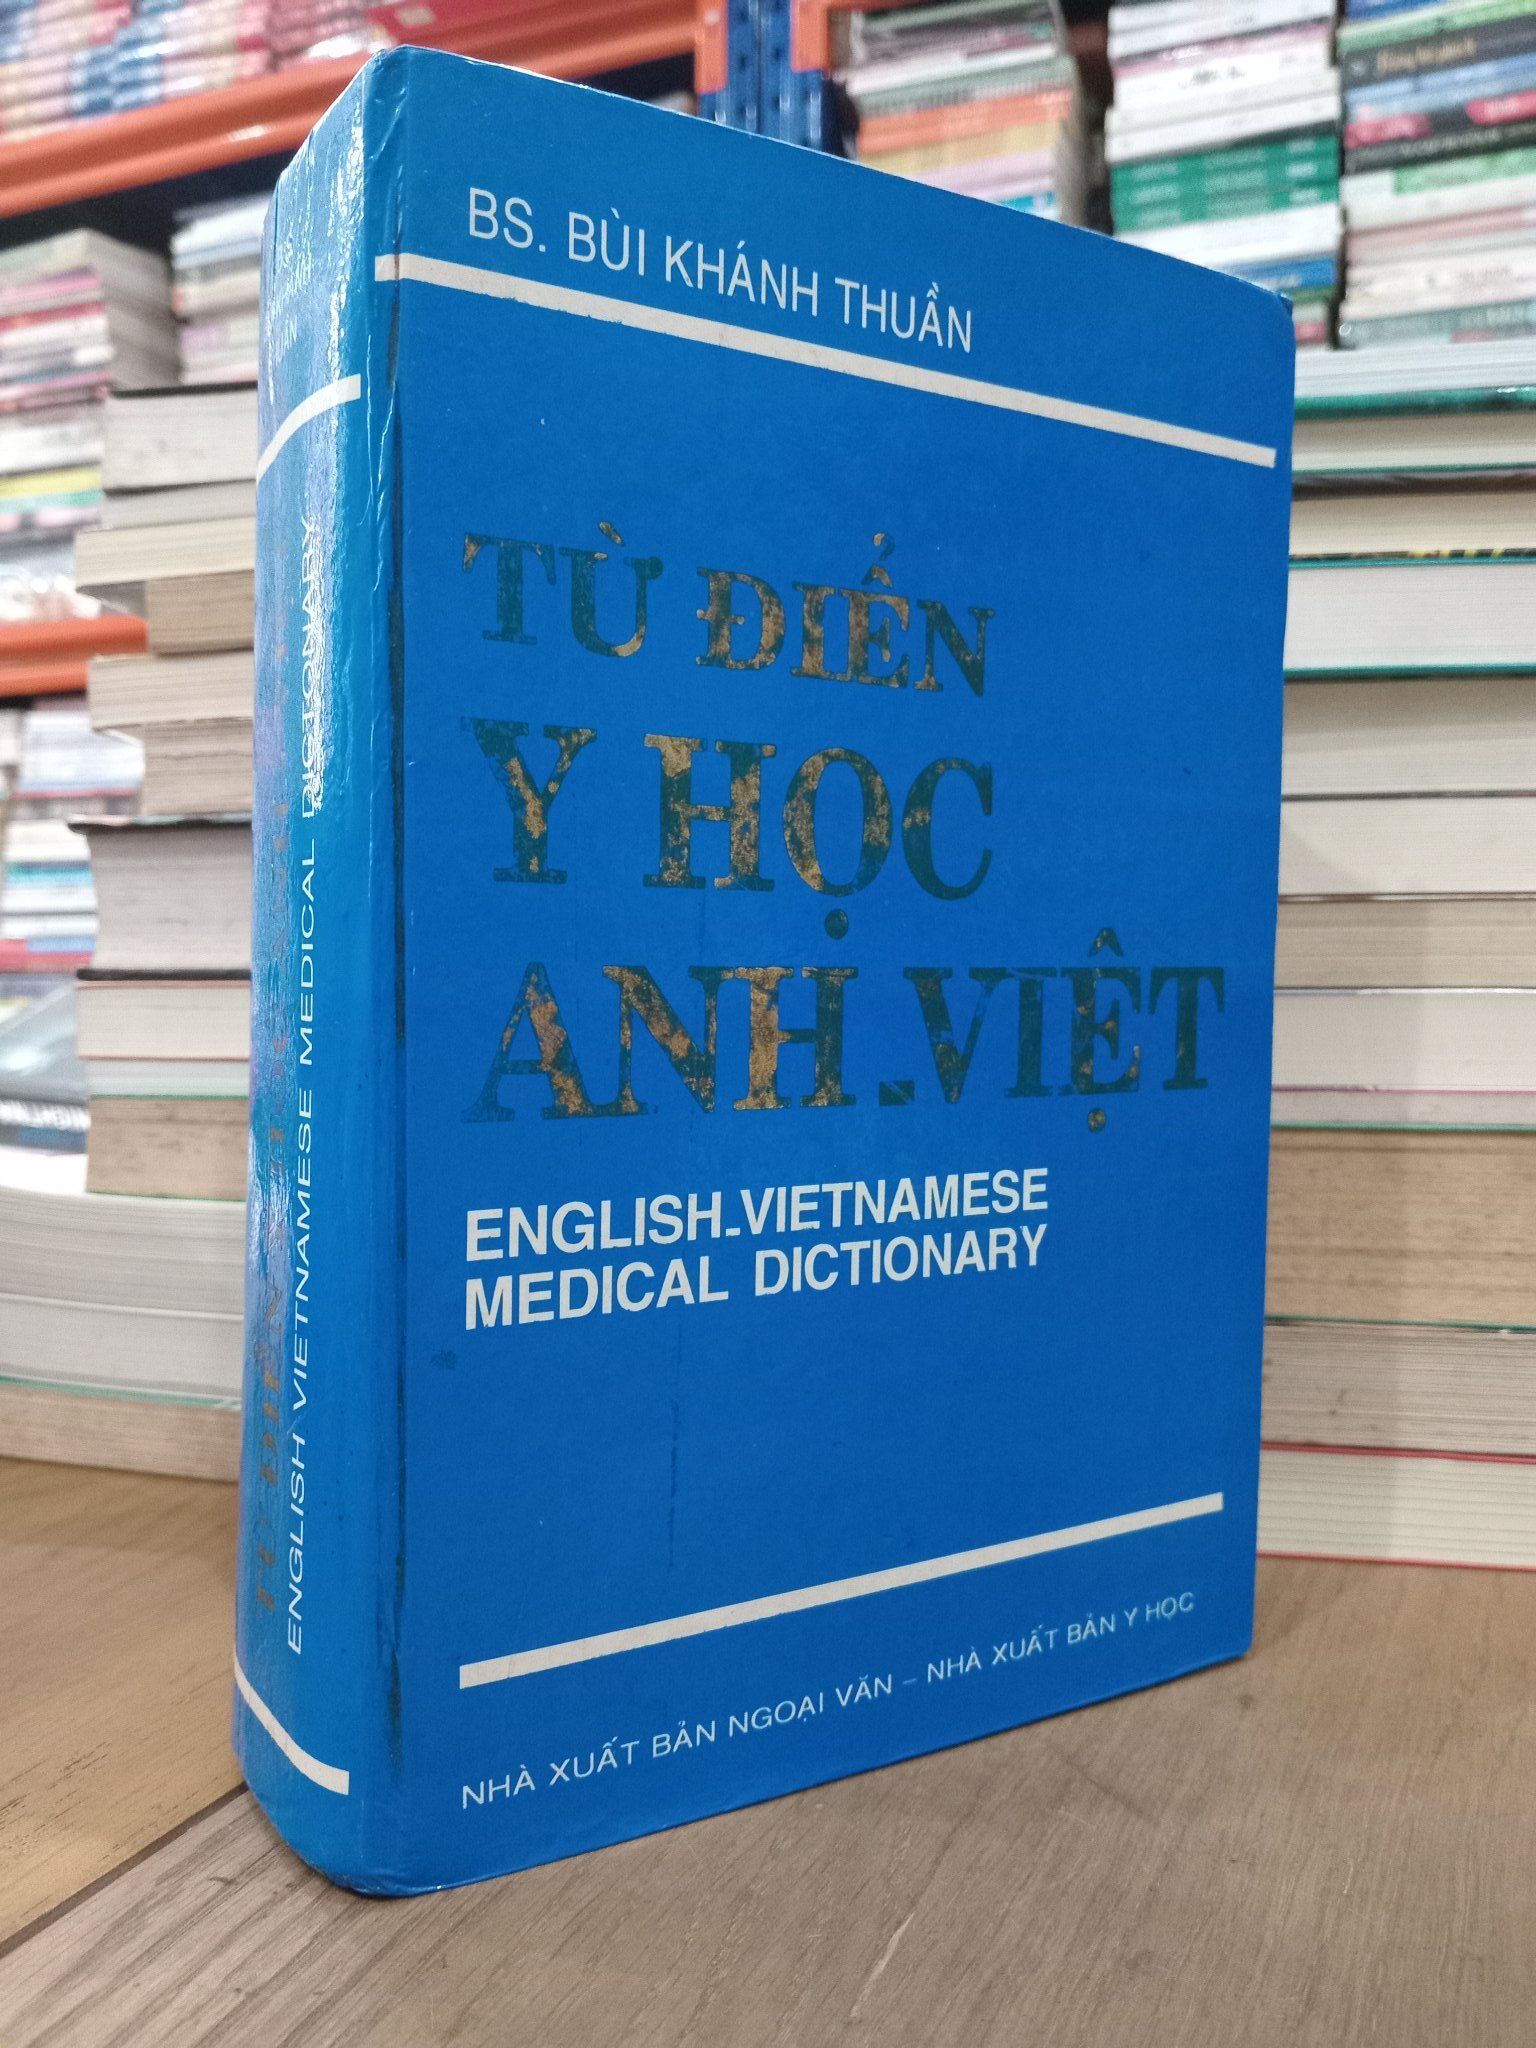 BS. BÙI KHÁNH THUẦN
TỪ ĐIỂN
Y HỌC
ANH_VIỆT
ENGLISH_VIETNAMESE
MEDICAL DICTIONARY
NHÀ XUẤT BẢN NGOẠI VĂN – NHÀ XUẤT BẢN Y HỌC
ENGLISH VIETNAMESE MEDICAL DICTIONARY